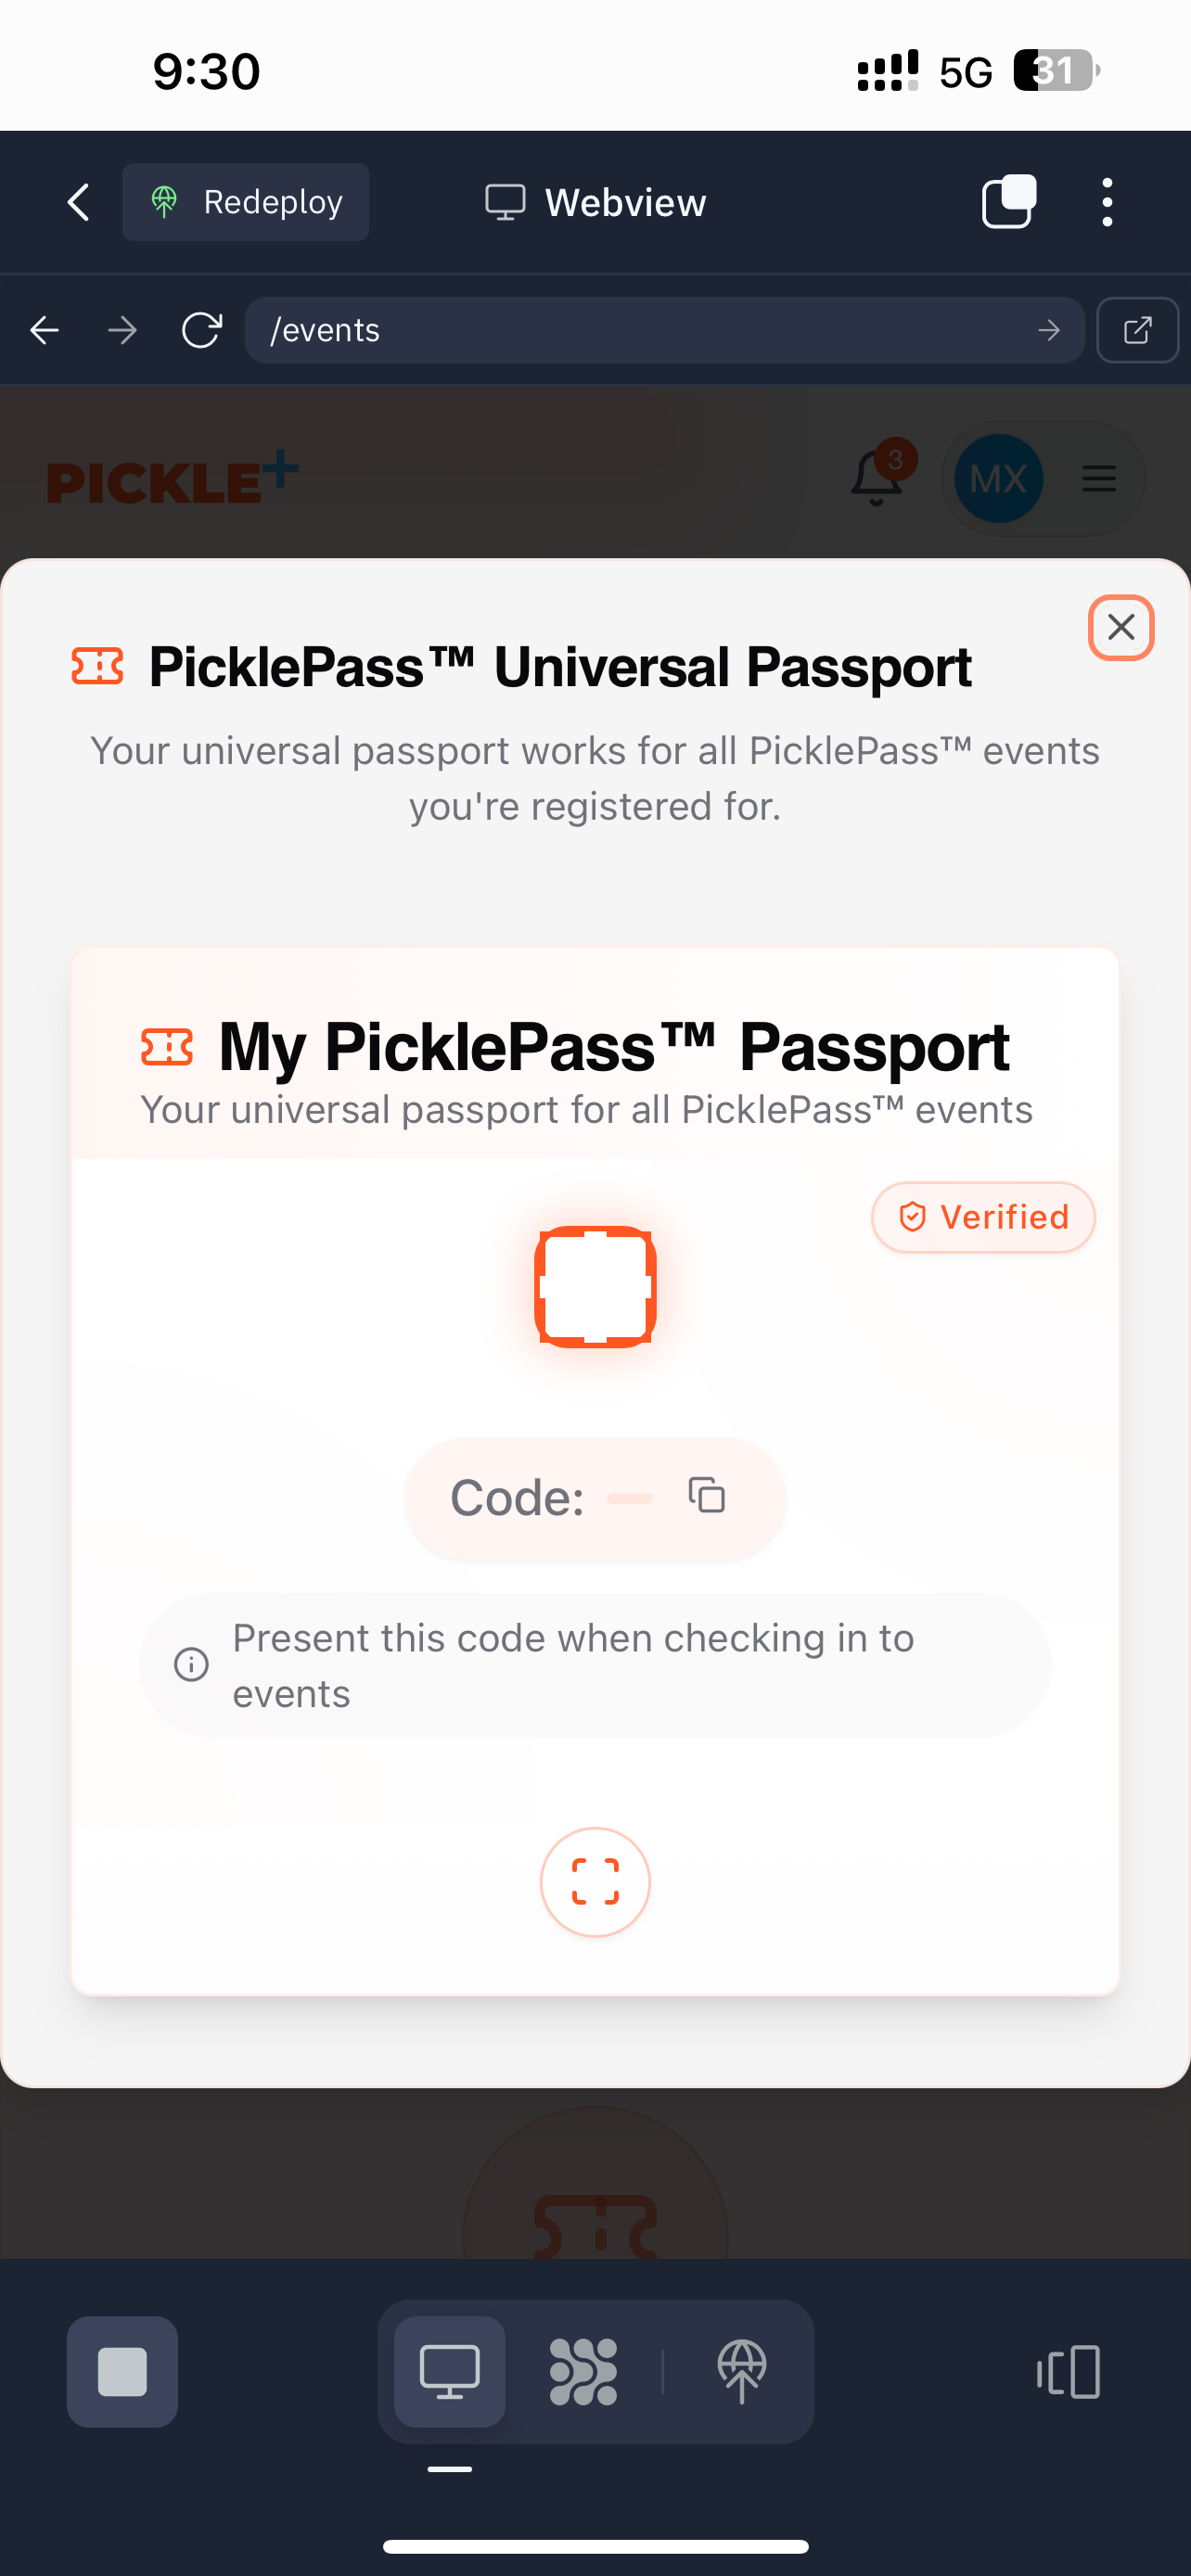 9:30
5G
31
Redeploy
Webview
/events
PICKLE+
3
MX
PicklePass™ Universal Passport
Your universal passport works for all PicklePass™ events
you're registered for.
My PicklePass™ Passport
Your universal passport for all PicklePass™ events
Verified
Code:
Present this code when checking in to
events